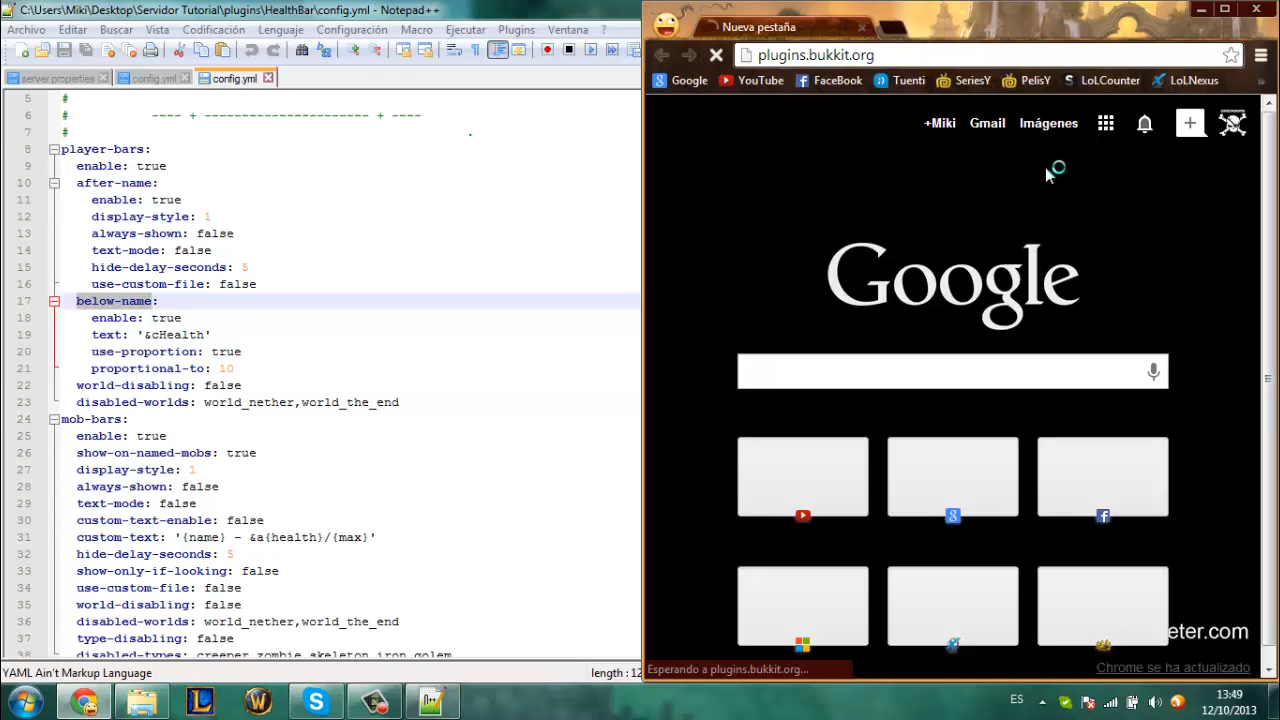 C:\Users\Miki\Desktop\Servidor Tutorial\plugins\HealthBar\config.yml - Notepad++
Archivo Editar Buscar Vista Codificación Lenguaje Configuración Macro Ejecutar Plugins Ventana ?
server.properties config.yml config.yml
5 #
6 # ---- + ---------------------- + ----
7 # .
8 player-bars:
9 enable: true
10 after-name:
11 enable: true
12 display-style: 1
13 always-shown: false
14 text-mode: false
15 hide-delay-seconds: 5
16 use-custom-file: false
17 below-name:
18 enable: true
19 text: '&cHealth'
20 use-proportion: true
21 proportional-to: 10
22 world-disabling: false
23 disabled-worlds: world_nether,world_the_end
24 mob-bars:
25 enable: true
26 show-on-named-mobs: true
27 display-style: 1
28 always-shown: false
29 text-mode: false
30 custom-text-enable: false
31 custom-text: '{name} - &a{health}/{max}'
32 hide-delay-seconds: 5
33 show-only-if-looking: false
34 use-custom-file: false
35 world-disabling: false
36 disabled-worlds: world_nether,world_the_end
37 type-disabling: false
38 disabled-types: creeper,zombie,skeleton,iron_golem
YAML Ain't Markup Language length : 12
Nueva pestaña
plugins.bukkit.org
Google YouTube FaceBook Tuenti SeriesY PelisY LoLCounter LoLNexus
+Miki Gmail Imágenes
Google
eter.com
Esperando a plugins.bukkit.org...
Chrome se ha actualizado
ES 13:49
12/10/2013